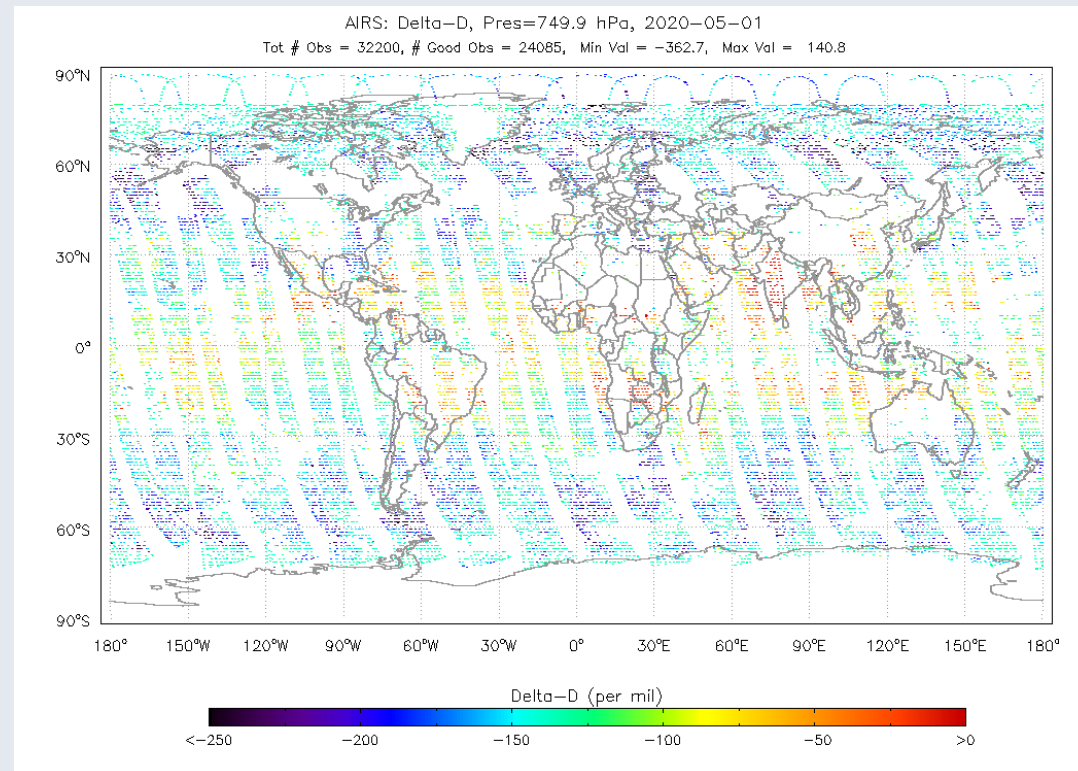 AIRS: Delta-D, Pres=749.9 hPa, 2020-05-01
Tot # Obs = 32200, # Good Obs = 24085, Min Val = -362.7, Max Val = 140.8
90°N
60°N
30°N
0°
30°S
60°S
90°S
180° 150°W 120°W 90°W 60°W 30°W 0° 30°E 60°E 90°E 120°E 150°E 180°
Delta-D (per mil)
<-250 -200 -150 -100 -50 >0